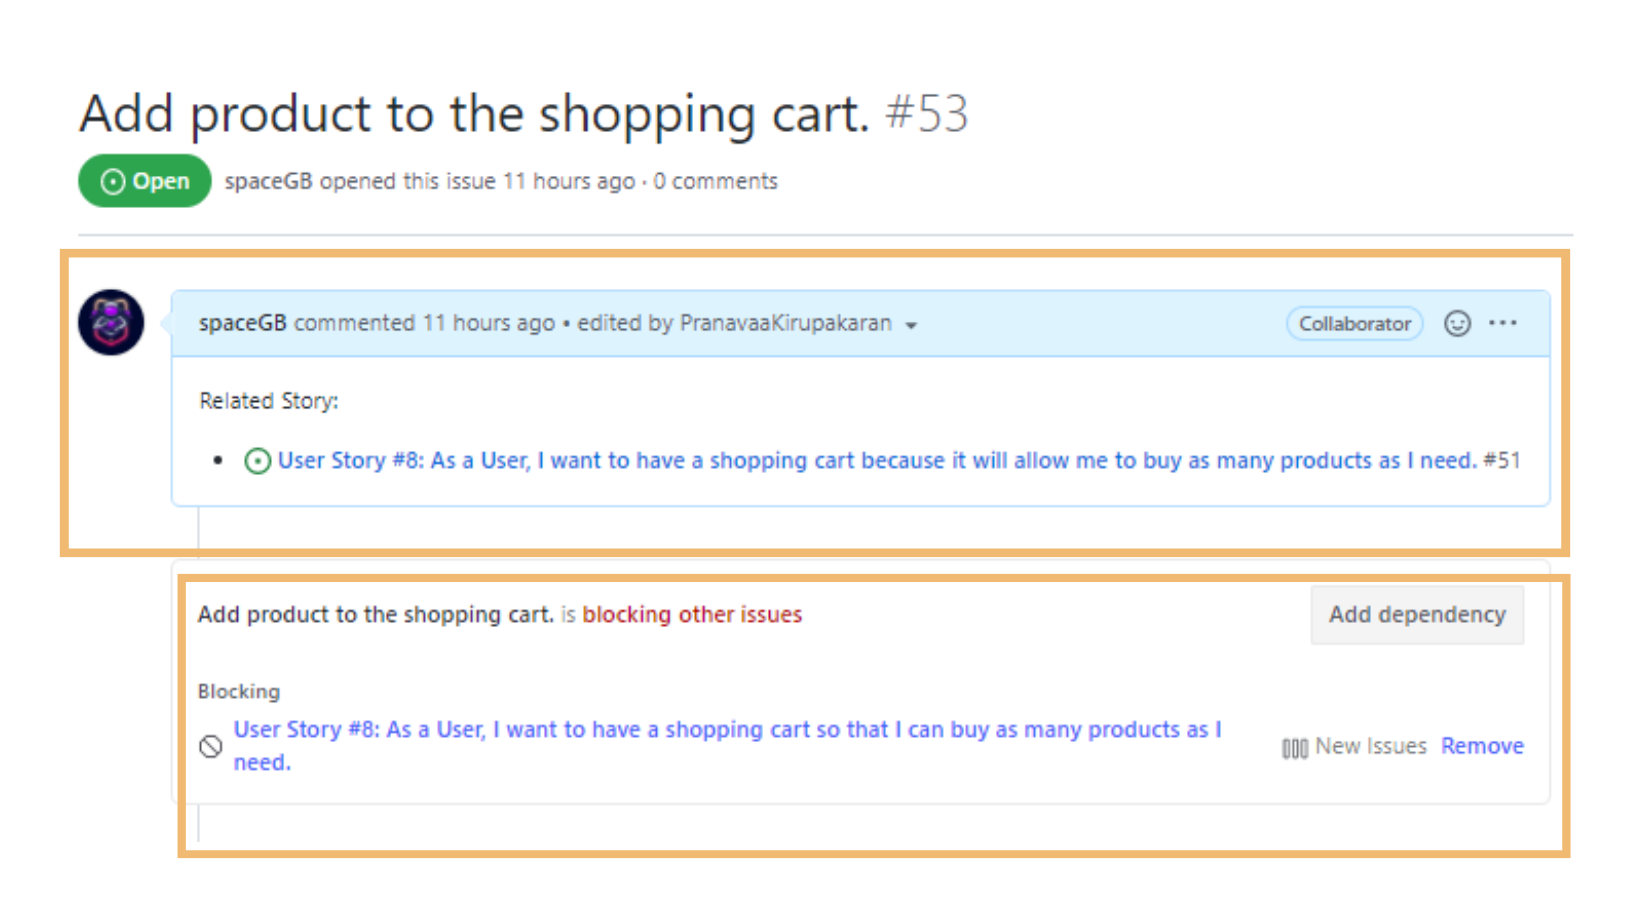 Add product to the shopping cart. #53
Open spaceGB opened this issue 11 hours ago · 0 comments
spaceGB commented 11 hours ago • edited by PranavaaKirupakaran Collaborator
Related Story:
• User Story #8: As a User, I want to have a shopping cart because it will allow me to buy as many products as I need. #51
Add product to the shopping cart. is blocking other issues Add dependency
Blocking
User Story #8: As a User, I want to have a shopping cart so that I can buy as many products as I
need.
New Issues Remove